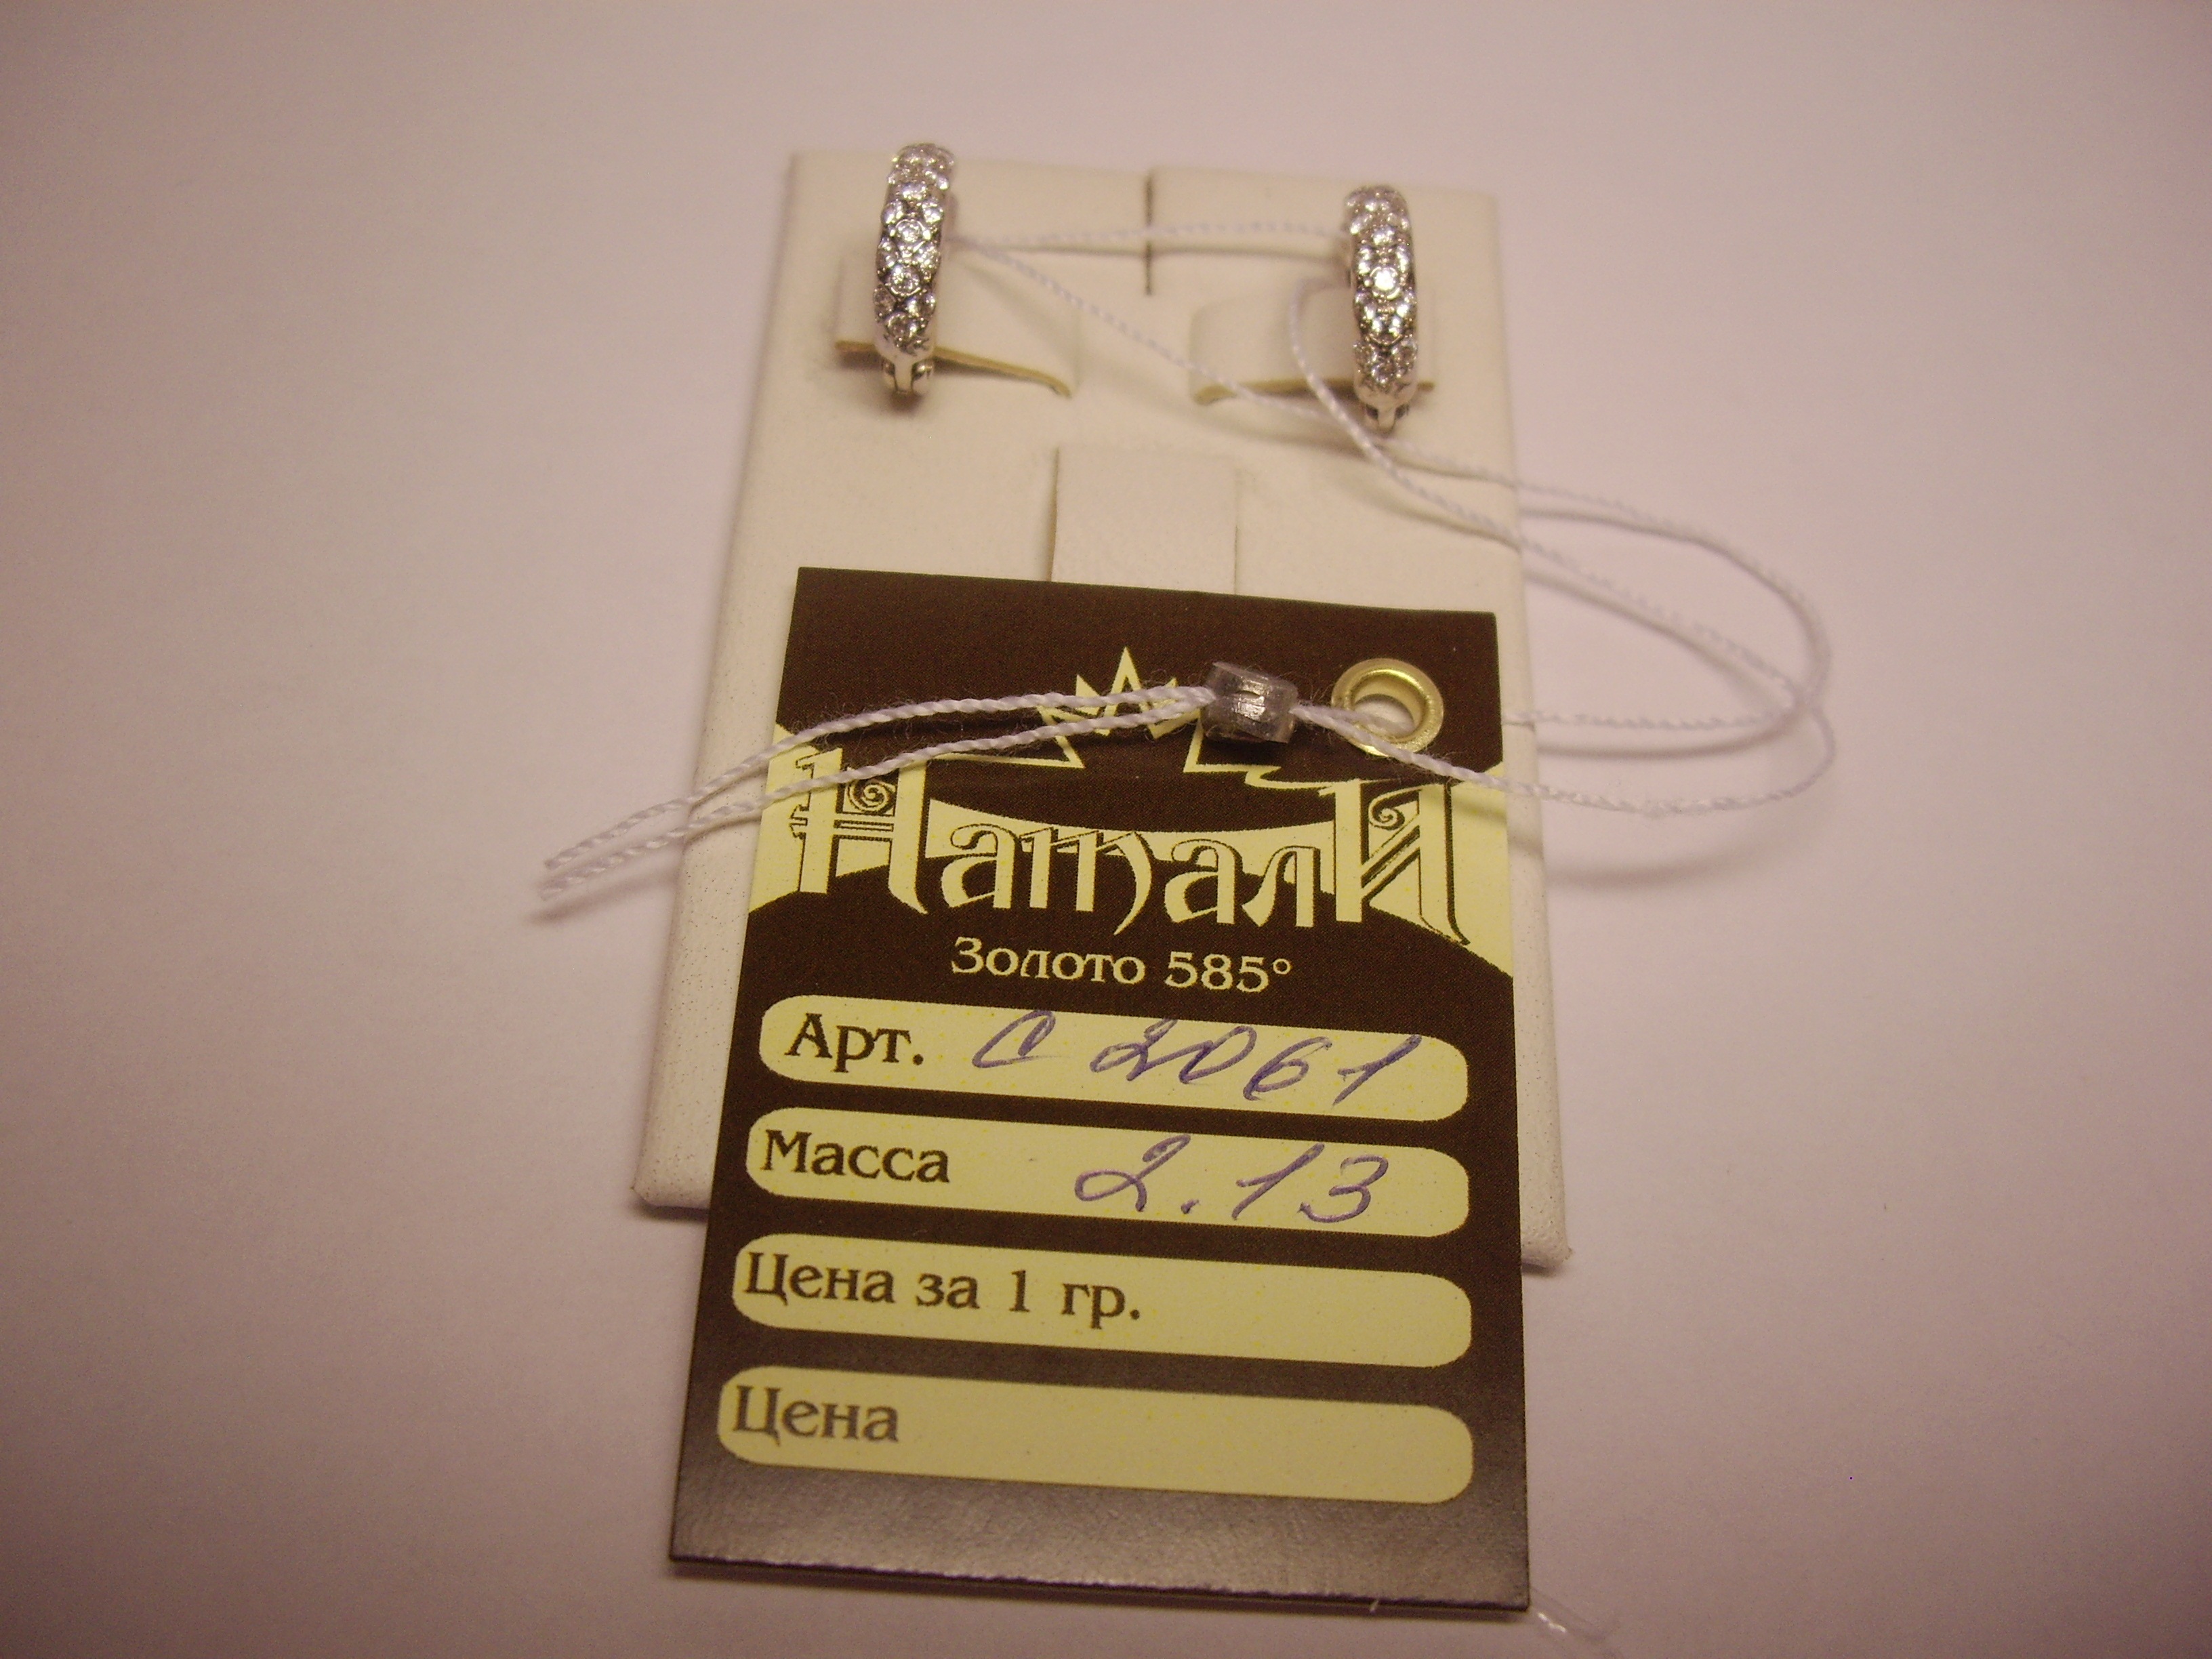 Натали
Золото 585°
Арт. С 2061
Масса 2.13
Цена за 1 гр.
Цена